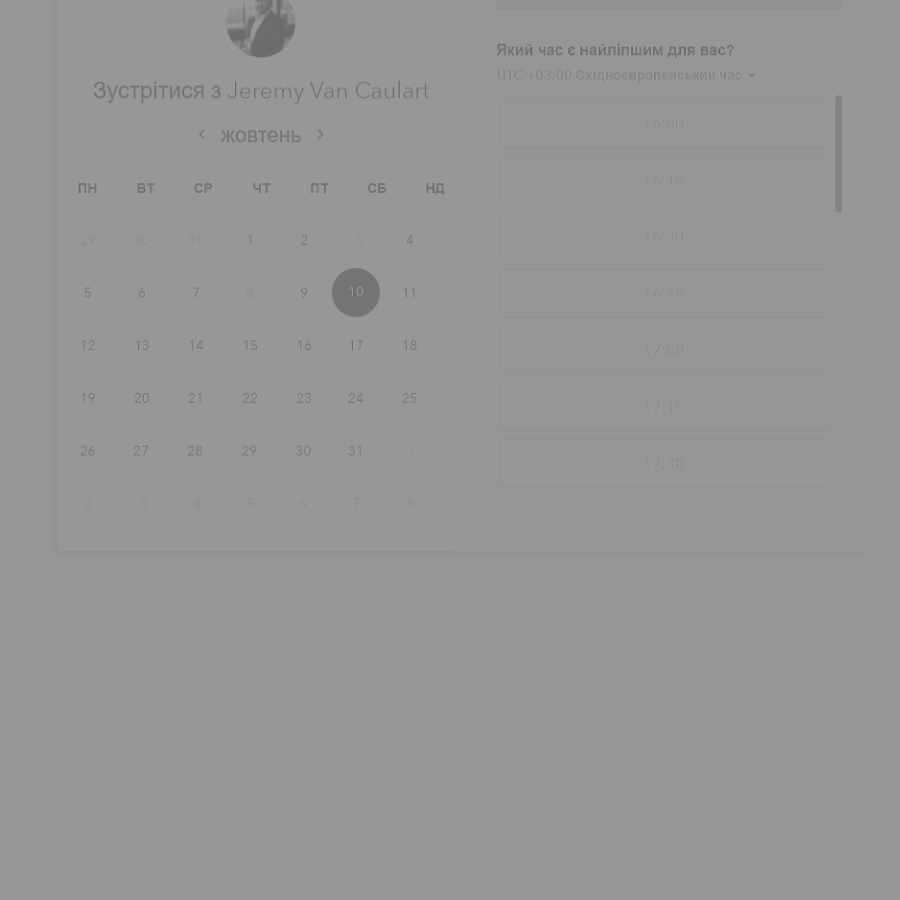 Зустрітися з Jeremy Van Caulart
жовтень
ПН ВТ СР ЧТ ПТ СБ НД
29 30 31 1 2 3 4
5 6 7 8 9 10 11
12 13 14 15 16 17 18
19 20 21 22 23 24 25
26 27 28 29 30 31 1
2 3 4 5 6 7 8
Який час є найліпшим для вас?
UTC +03:00 Східноєвропейський час
16:00
16:15
16:30
16:45
17:00
17:15
17:30